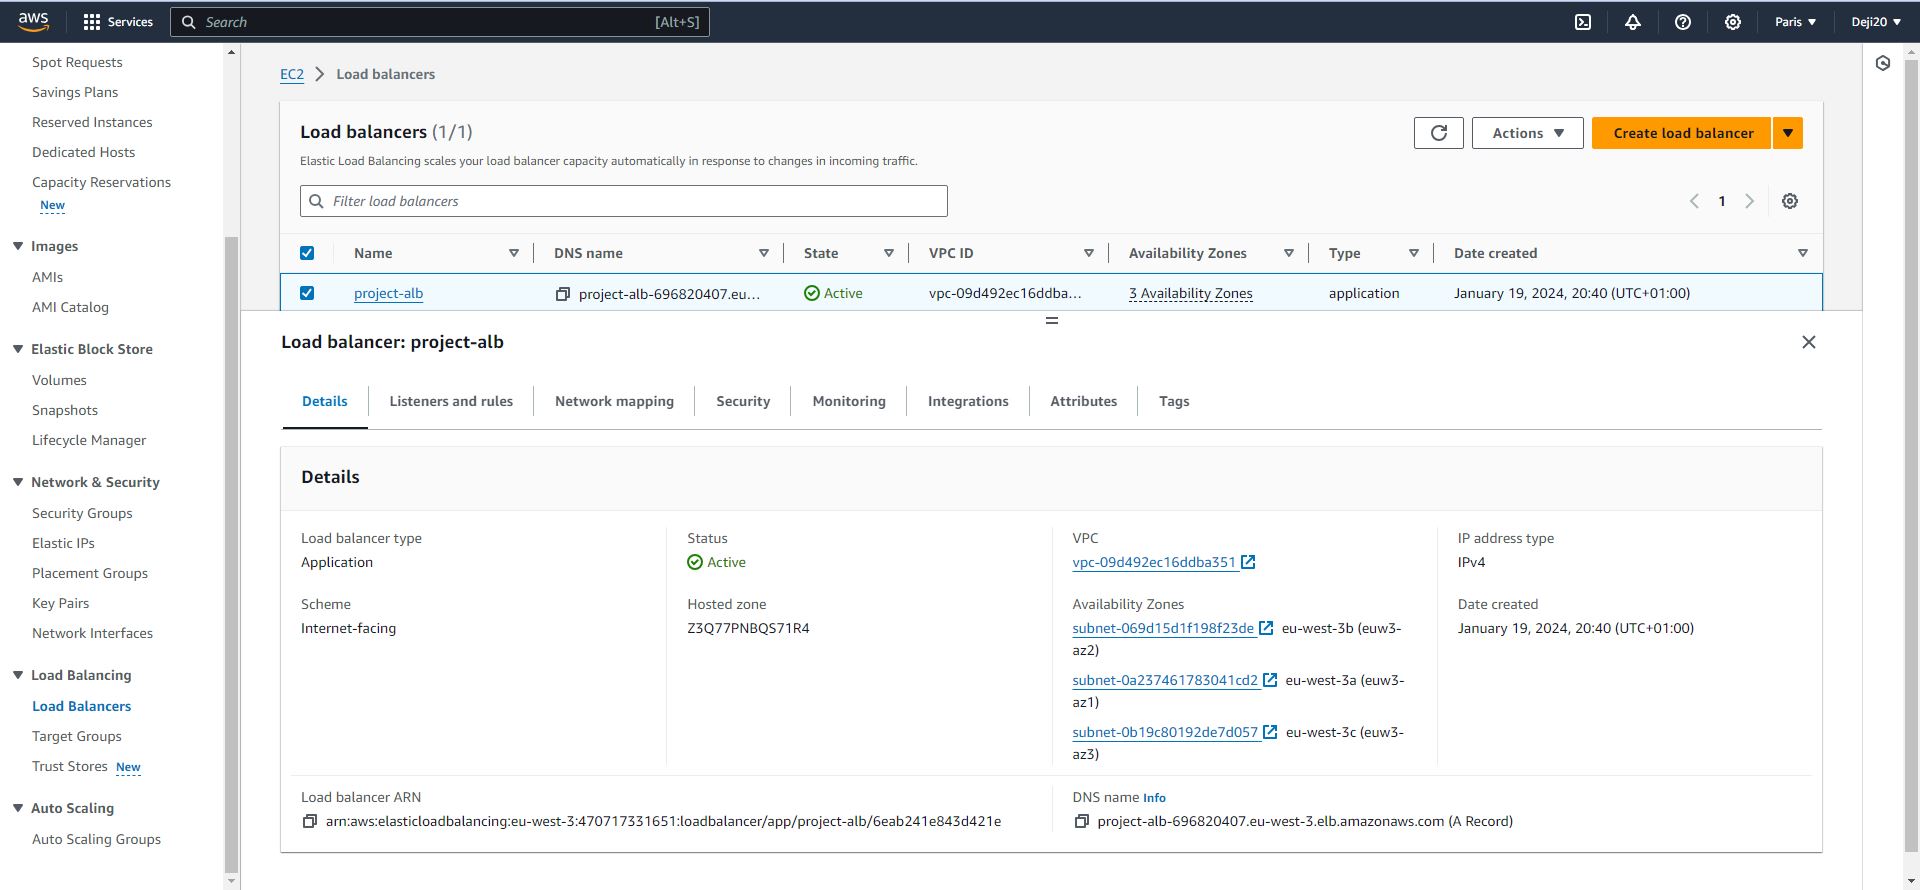 aws
Services
Search
[Alt+S]
Paris
Deji20
Spot Requests
Savings Plans
Reserved Instances
Dedicated Hosts
Capacity Reservations
New
Images
AMIs
AMI Catalog
Elastic Block Store
Volumes
Snapshots
Lifecycle Manager
Network & Security
Security Groups
Elastic IPs
Placement Groups
Key Pairs
Network Interfaces
Load Balancing
Load Balancers
Target Groups
Trust Stores New
Auto Scaling
Auto Scaling Groups
EC2 Load balancers
Load balancers (1/1)
Actions
Create load balancer
Elastic Load Balancing scales your load balancer capacity automatically in response to changes in incoming traffic.
Filter load balancers
1
Name DNS name State VPC ID Availability Zones Type Date created
project-alb project-alb-696820407.eu... Active vpc-09d492ec16ddba... 3 Availability Zones application January 19, 2024, 20:40 (UTC+01:00)
Load balancer: project-alb
Details Listeners and rules Network mapping Security Monitoring Integrations Attributes Tags
Details
Load balancer type
Application
Scheme
Internet-facing
Status
Active
Hosted zone
Z3Q77PNBQS71R4
VPC
vpc-09d492ec16ddba351
Availability Zones
subnet-069d15d1f198f23de eu-west-3b (euw3-
az2)
subnet-0a237461783041cd2 eu-west-3a (euw3-
az1)
subnet-0b19c80192de7d057 eu-west-3c (euw3-
az3)
IP address type
IPv4
Date created
January 19, 2024, 20:40 (UTC+01:00)
Load balancer ARN
arn:aws:elasticloadbalancing:eu-west-3:470717331651:loadbalancer/app/project-alb/6eab241e843d421e
DNS name Info
project-alb-696820407.eu-west-3.elb.amazonaws.com (A Record)